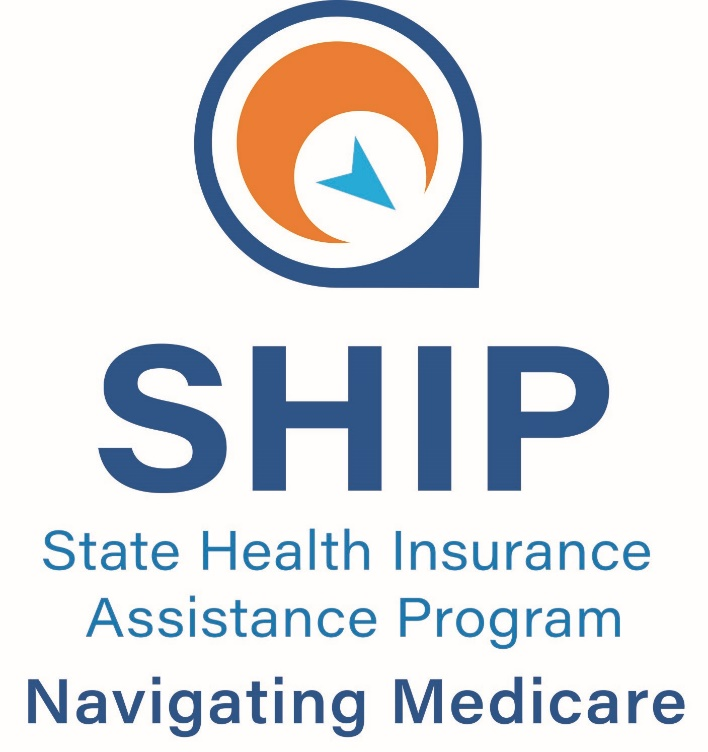 SHIP
State Health Insurance
Assistance Program
Navigating Medicare